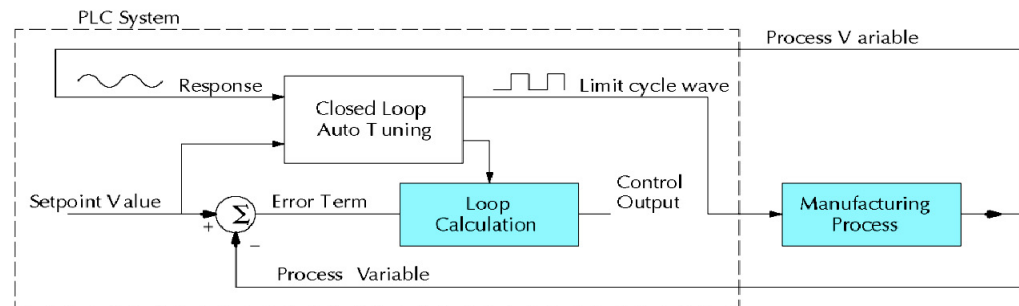 PLC System
Process V ariable
Response
Limit cycle wave
Closed Loop
Auto Tuning
Setpoint Value
+
Σ
−
Error Term
Loop
Calculation
Control
Output
Manufacturing
Process
Process Variable